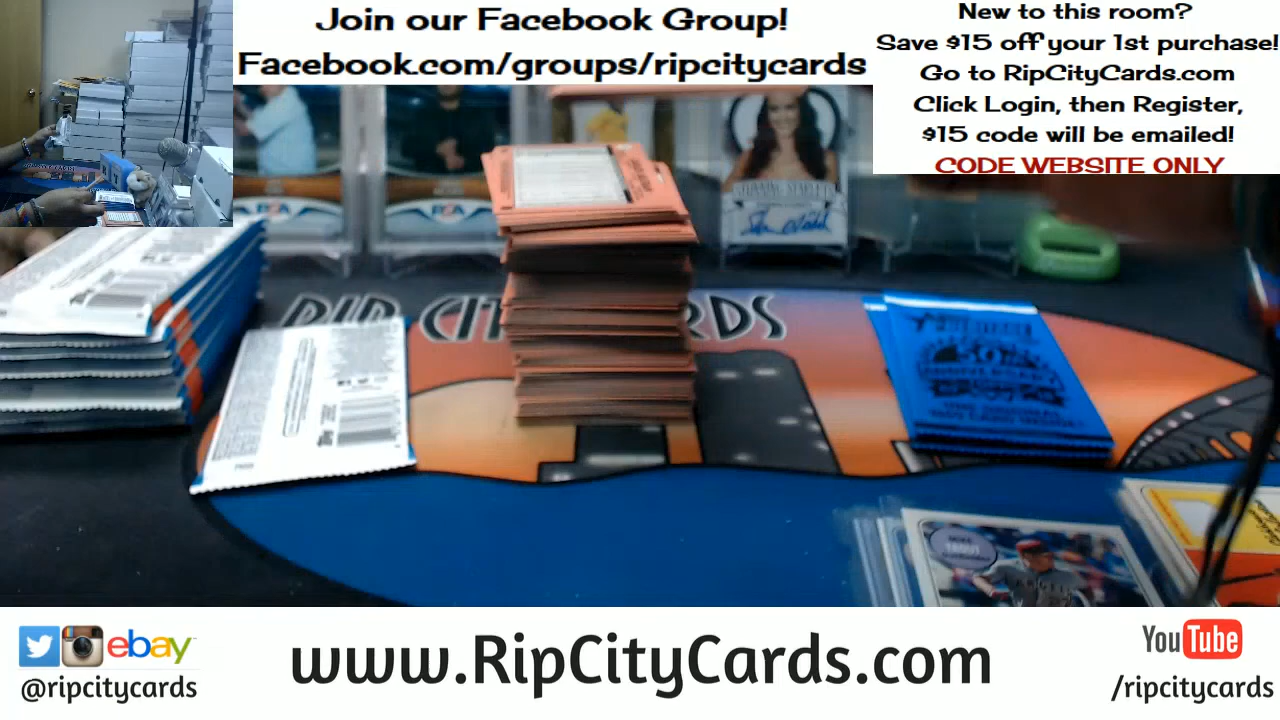 Join our Facebook Group!
Facebook.com/groups/ripcitycards
New to this room?
Save $15 off your 1st purchase!
Go to RipCityCards.com
Click Login, then Register,
$15 code will be emailed!
CODE WEBSITE ONLY
RIP CIT RDS
ebay
@ripcitycards
www.RipCityCards.com
YouTube
/ripcitycards